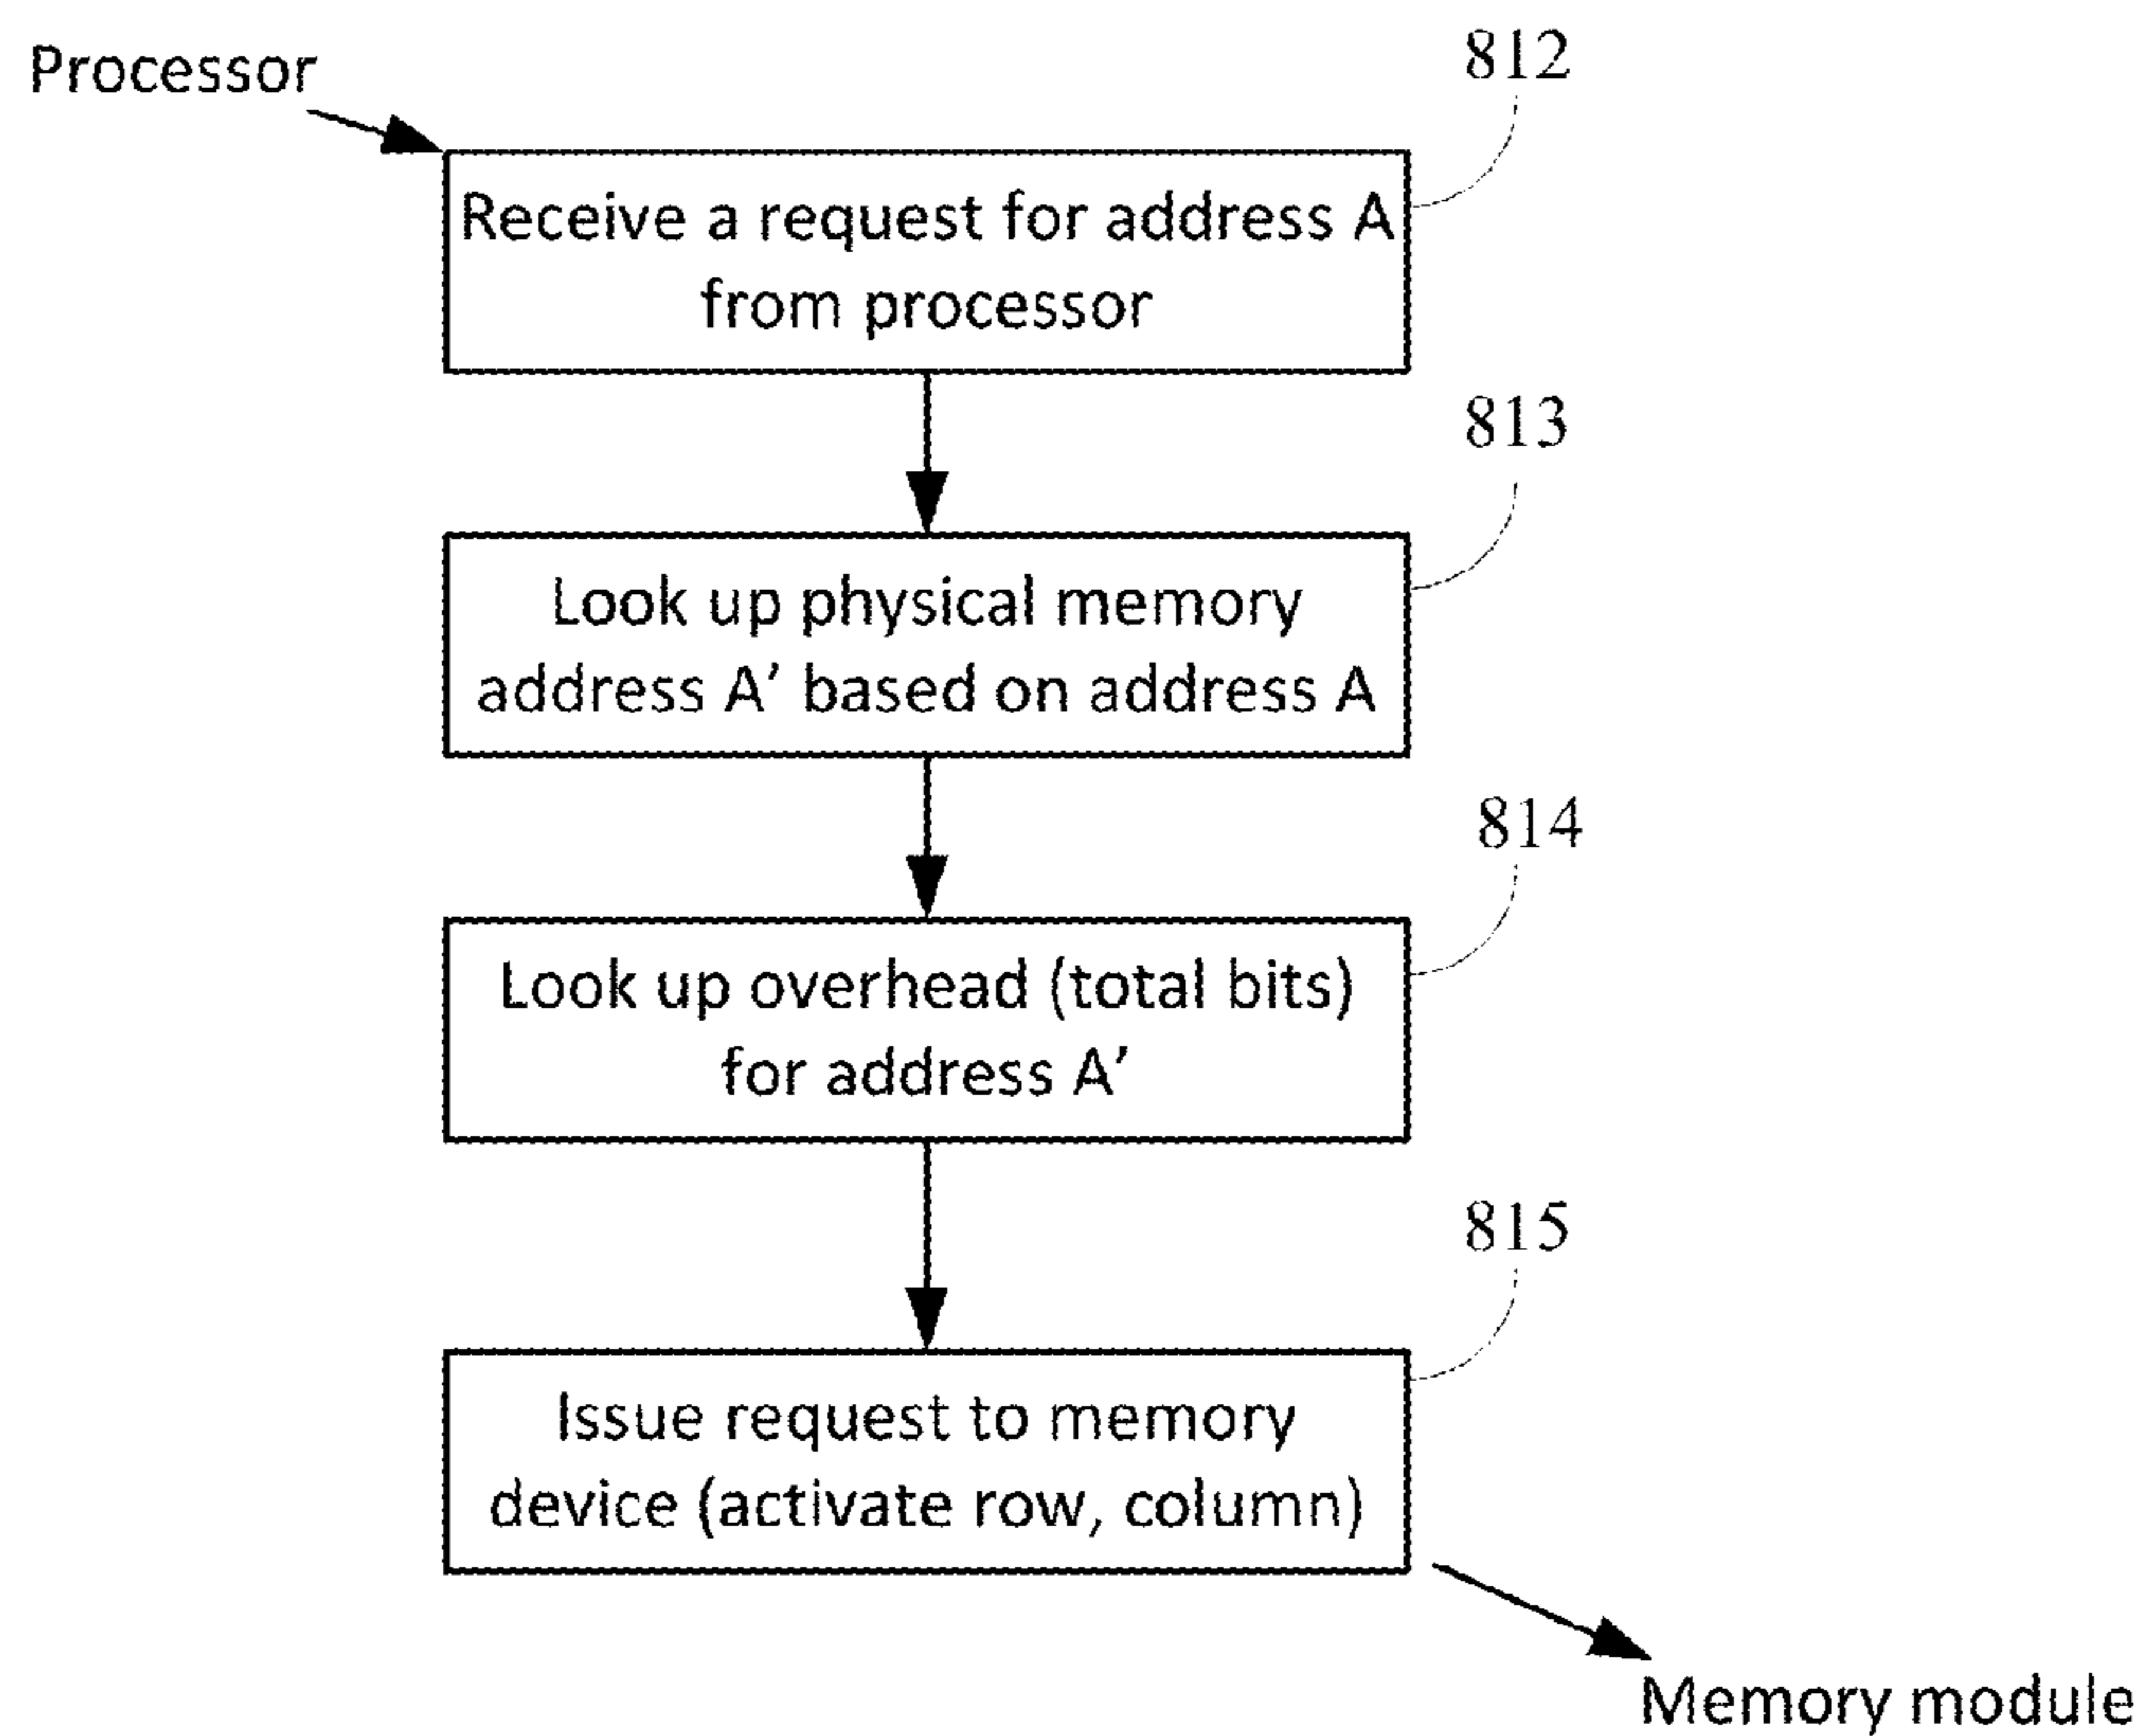 Processor
812
Receive a request for address A
from processor
813
Look up physical memory
address A’ based on address A
814
Look up overhead (total bits)
for address A’
815
Issue request to memory
device (activate row, column)
Memory module